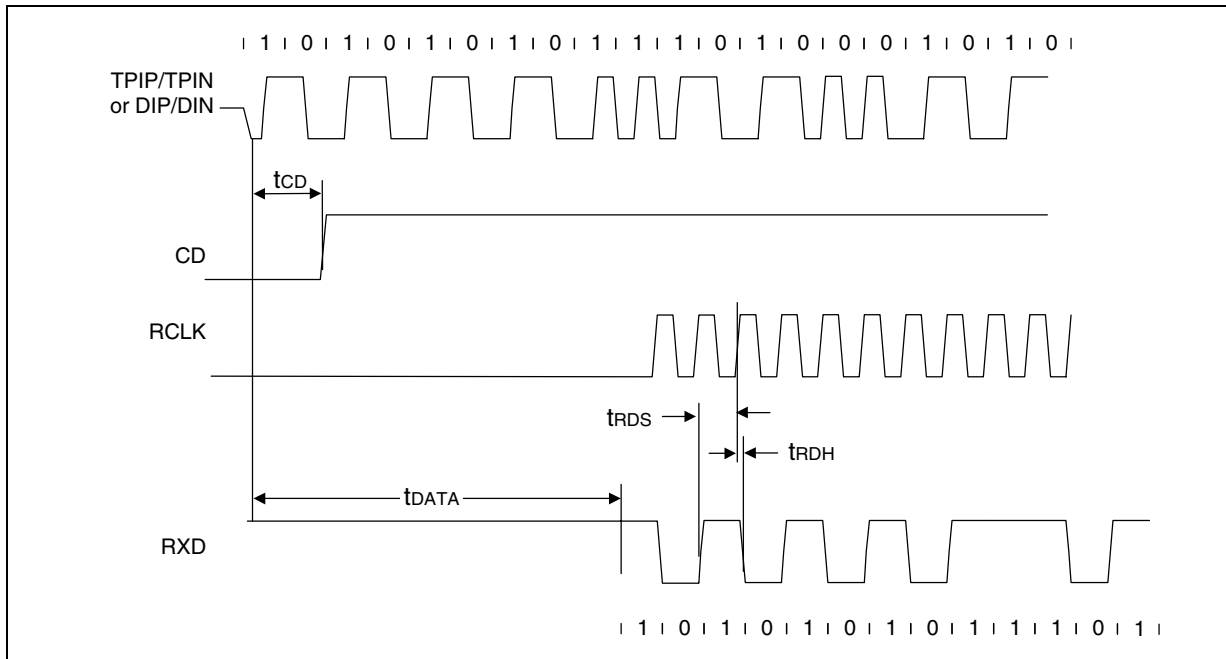 1 0 1 0 1 0 1 0 1 1 1 0 1 0 0 0 1 0 1 0
TPIP/TPIN
or DIP/DIN
tCD
CD
RCLK
tRDS
tRDH
tDATA
RXD
1 0 1 0 1 0 1 0 1 1 1 0 1